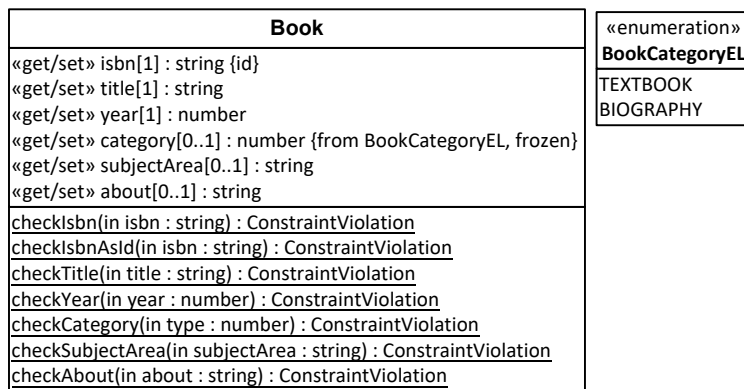 Book
«get/set» isbn[1] : string {id}
«get/set» title[1] : string
«get/set» year[1] : number
«get/set» category[0..1] : number {from BookCategoryEL, frozen}
«get/set» subjectArea[0..1] : string
«get/set» about[0..1] : string
checkIsbn(in isbn : string) : ConstraintViolation
checkIsbnAsId(in isbn : string) : ConstraintViolation
checkTitle(in title : string) : ConstraintViolation
checkYear(in year : number) : ConstraintViolation
checkCategory(in type : number) : ConstraintViolation
checkSubjectArea(in subjectArea : string) : ConstraintViolation
checkAbout(in about : string) : ConstraintViolation
«enumeration»
BookCategoryEL
TEXTBOOK
BIOGRAPHY